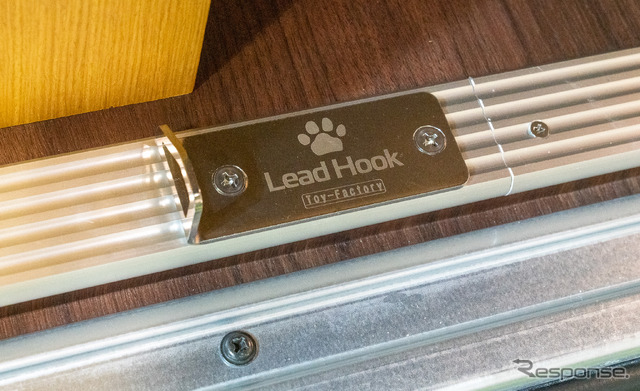 Lead Hook
Toy-Factory
Response.